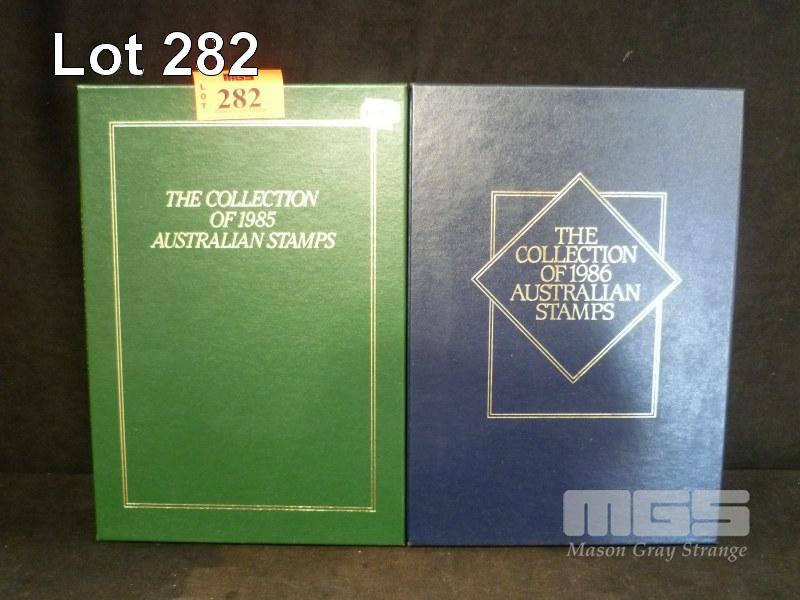 Lot 282
MGS
LOT
282
THE COLLECTION
OF 1985
AUSTRALIAN STAMPS
THE
COLLECTION
OF 1986
AUSTRALIAN
STAMPS
MGS
Mason Gray Strange